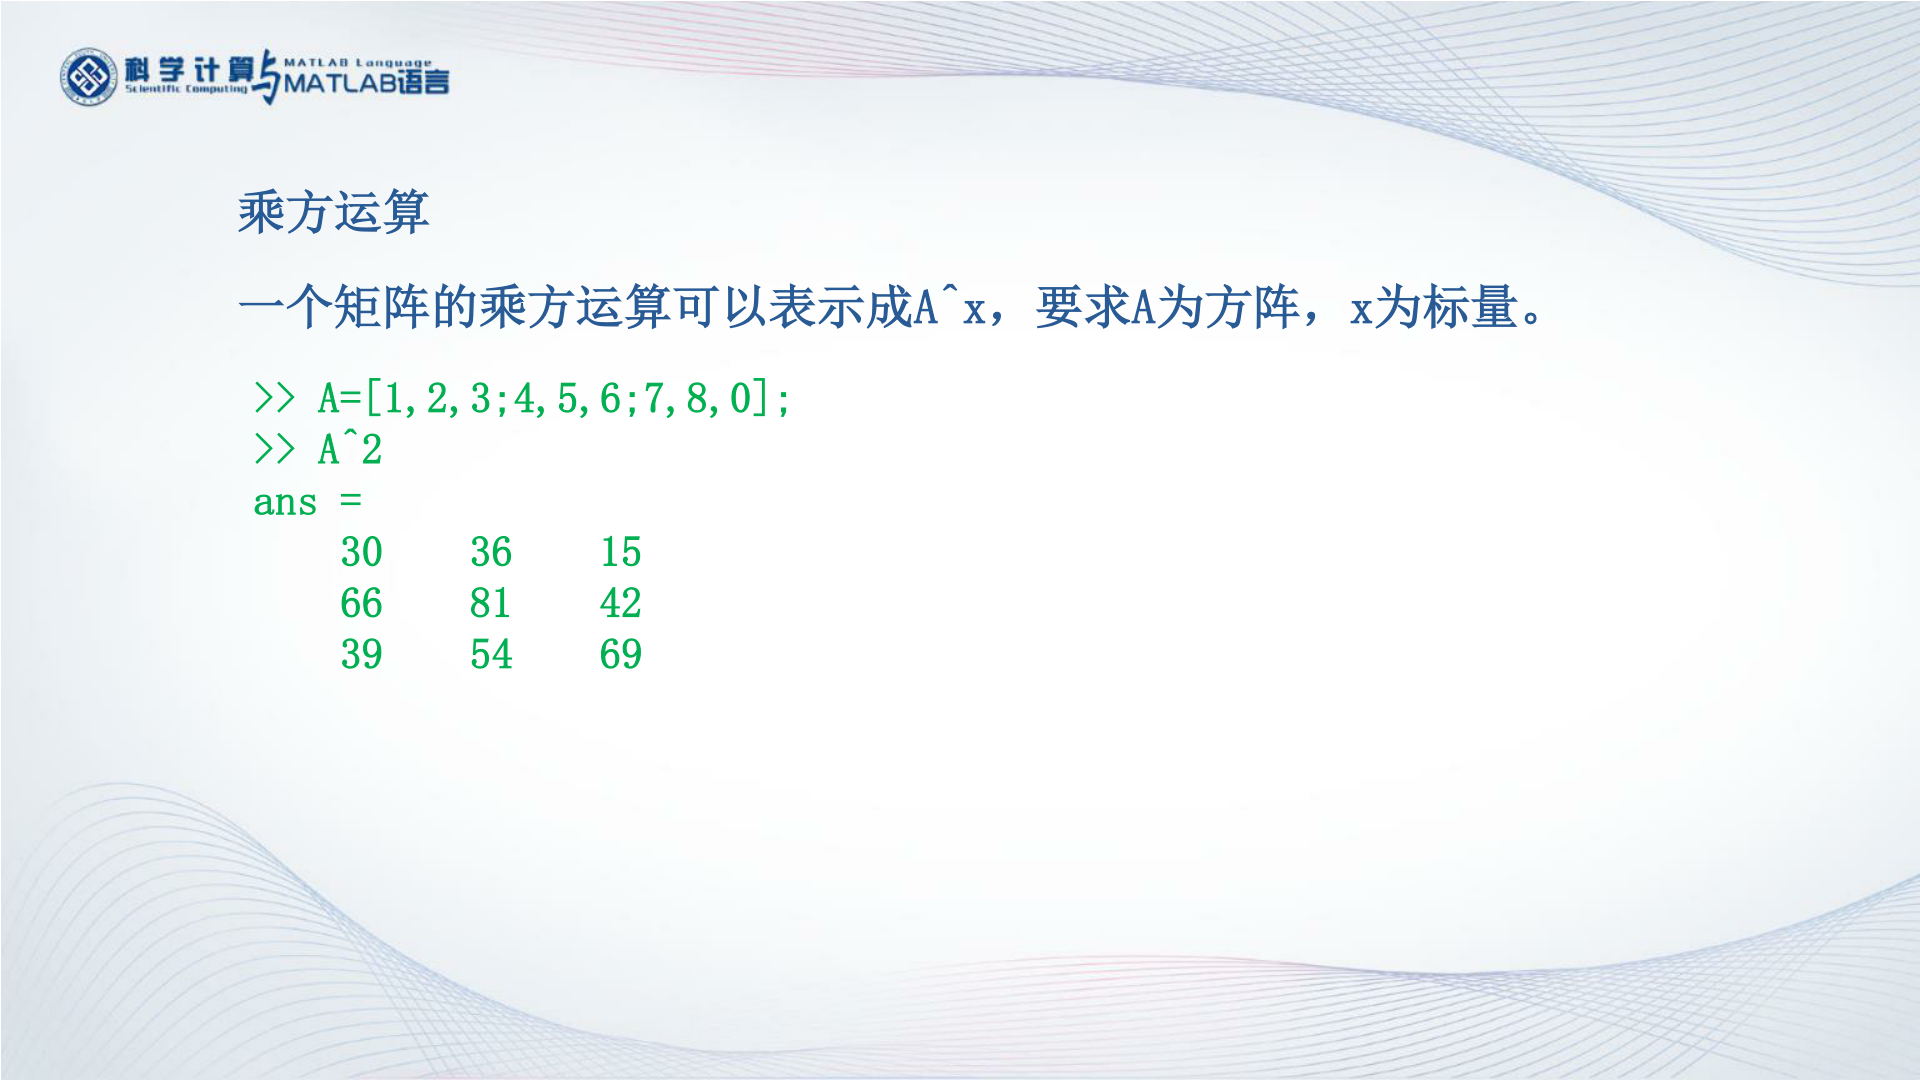 科学计算与MATLAB语言
MATLAB Language
Scientific Computing
乘方运算
一个矩阵的乘方运算可以表示成A^x，要求A为方阵，x为标量。
>> A=[1,2,3;4,5,6;7,8,0];
>> A^2
ans =
30 36 15
66 81 42
39 54 69